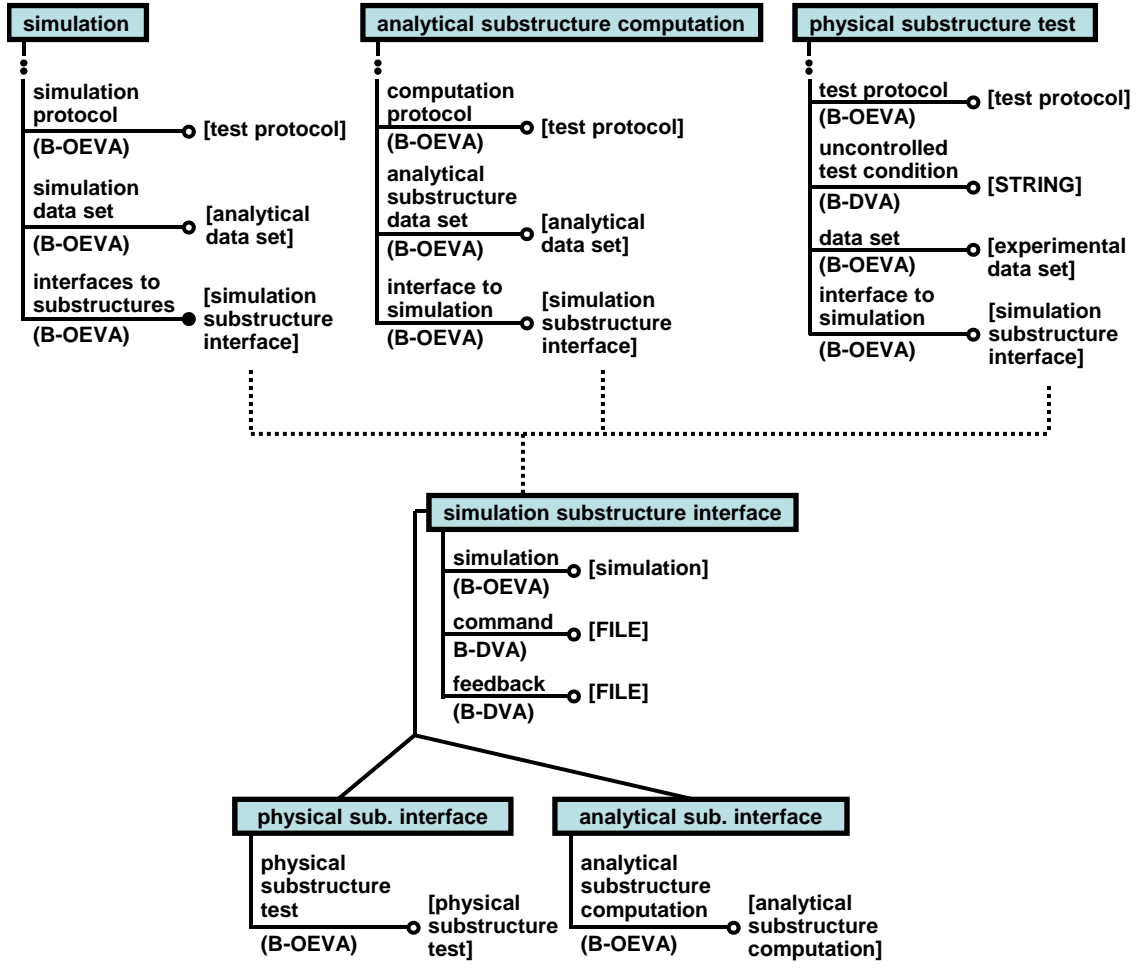 simulation
simulation
protocol
(B-OEVA)
[test protocol]
simulation
data set
(B-OEVA)
[analytical
data set]
interfaces to
substructures
(B-OEVA)
[simulation
substructure
interface]
analytical substructure computation
computation
protocol
(B-OEVA)
[test protocol]
analytical
substructure
data set
(B-OEVA)
[analytical
data set]
interface to
simulation
(B-OEVA)
[simulation
substructure
interface]
physical substructure test
test protocol
(B-OEVA)
[test protocol]
uncontrolled
test condition
(B-DVA)
[STRING]
data set
(B-OEVA)
[experimental
data set]
interface to
simulation
(B-OEVA)
[simulation
substructure
interface]
simulation substructure interface
simulation
(B-OEVA)
[simulation]
command
B-DVA)
[FILE]
feedback
(B-DVA)
[FILE]
physical sub. interface
physical
substructure
test
(B-OEVA)
[physical
substructure
test]
analytical sub. interface
analytical
substructure
computation
(B-OEVA)
[analytical
substructure
computation]